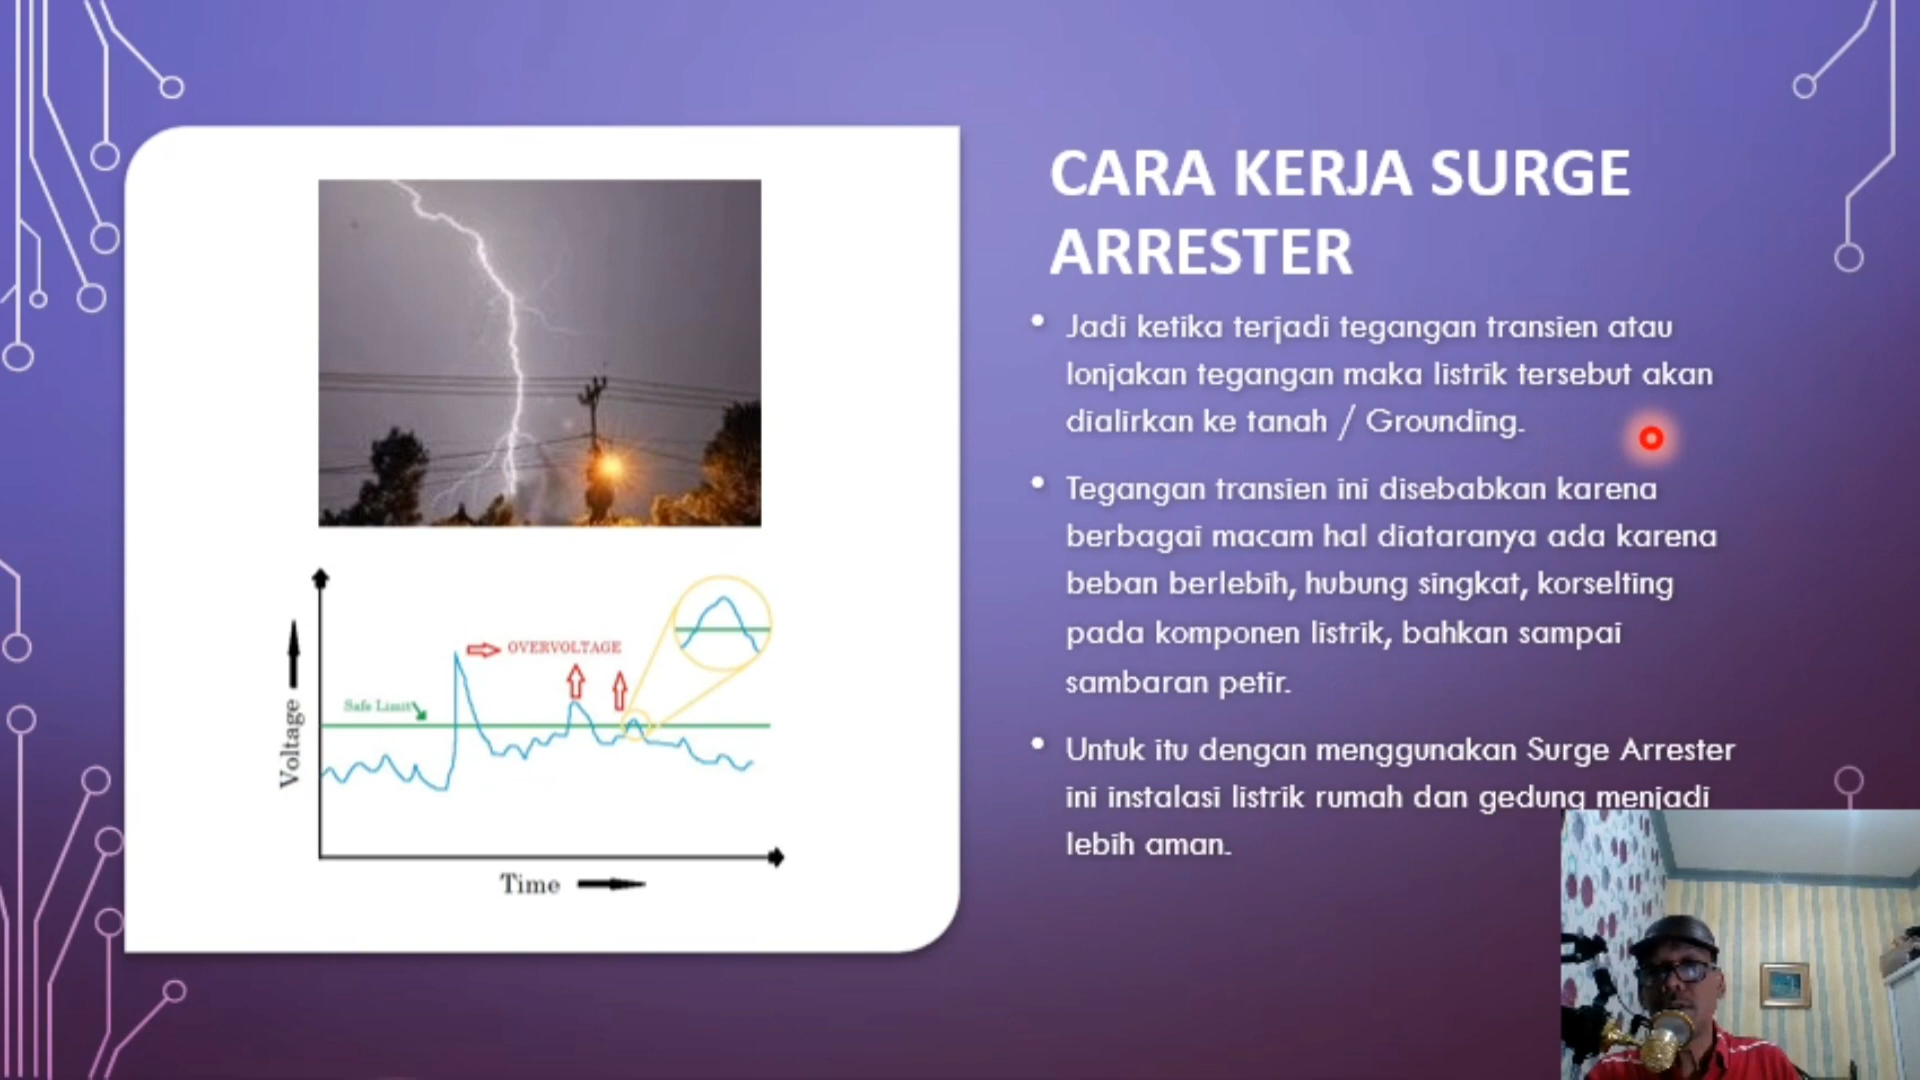 CARA KERJA SURGE
ARRESTER
• Jadi ketika terjadi tegangan transien atau
lonjakan tegangan maka listrik tersebut akan
dialirkan ke tanah / Grounding.
• Tegangan transien ini disebabkan karena
berbagai macam hal diataranya ada karena
beban berlebih, hubung singkat, korselting
pada komponen listrik, bahkan sampai
sambaran petir.
• Untuk itu dengan menggunakan Surge Arrester
ini instalasi listrik rumah dan gedung menjadi
lebih aman.
OVERVOLTAGE
Safe Limit
Voltage
Time